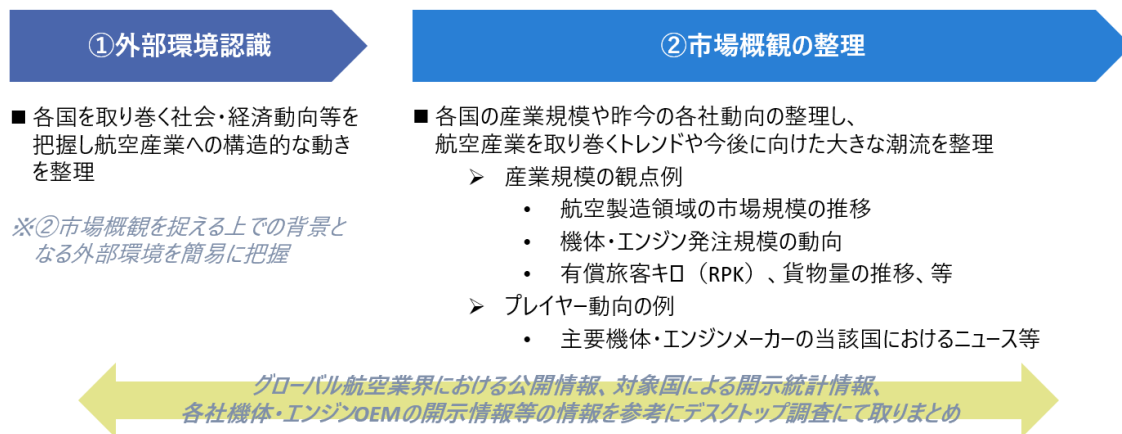 ①外部環境認識
■ 各国を取り巻く社会・経済動向等を
把握し航空産業への構造的な動き
を整理
※②市場概観を捉える上での背景と
なる外部環境を簡易に把握
②市場概観の整理
■ 各国の産業規模や昨今の各社動向の整理し、
航空産業を取り巻くトレンドや今後に向けた大きな潮流を整理
➢ 産業規模の観点例
• 航空製造領域の市場規模の推移
• 機体・エンジン発注規模の動向
• 有償旅客キロ（RPK）、貨物量の推移、等
➢ プレイヤー動向の例
• 主要機体・エンジンメーカーの当該国におけるニュース等
グローバル航空業界における公開情報、対象国による開示統計情報、
各社機体・エンジンOEMの開示情報等の情報を参考にデスクトップ調査にて取りまとめ